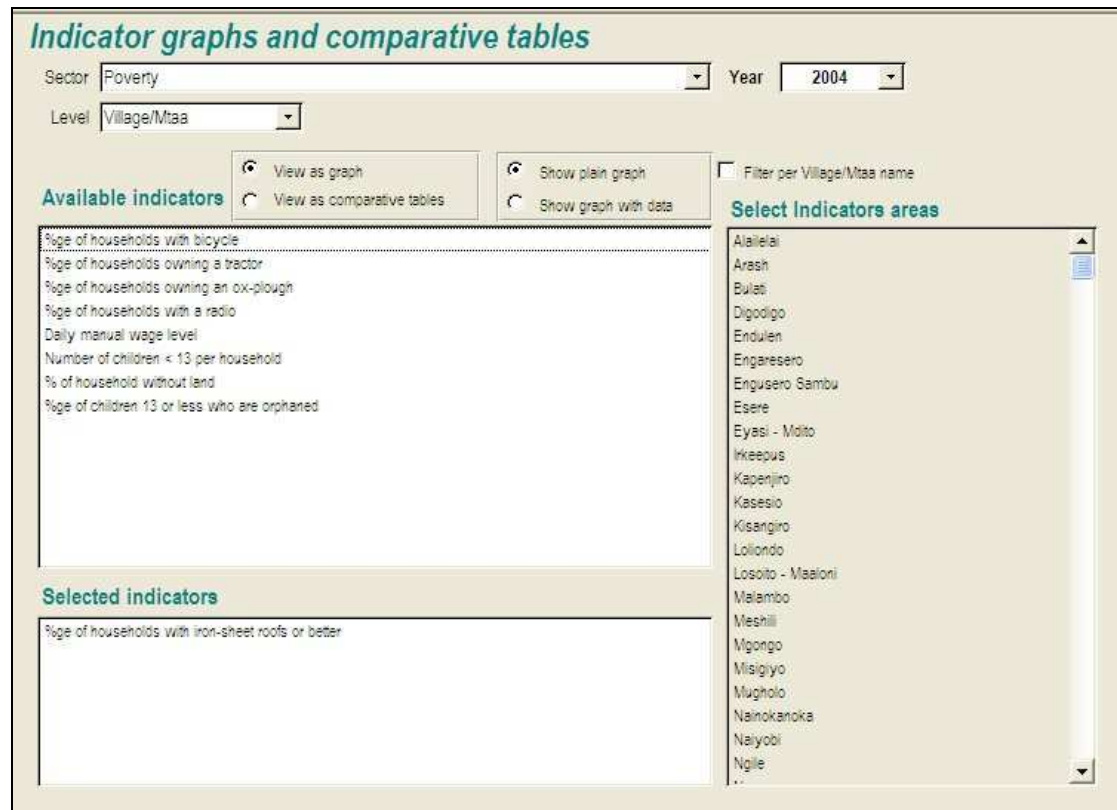 Indicator graphs and comparative tables
Sector Poverty Year 2004
Level Village/Mtaa
View as graph
View as comparative tables
Show plain graph
Show graph with data
Filter per Village/Mtaa name
Available indicators
%ge of households with bicycle
%ge of households owning a tractor
%ge of households owning an ox-plough
%ge of households with a radio
Daily manual wage level
Number of children < 13 per household
% of household without land
%ge of children 13 or less who are orphaned
Selected indicators
%ge of households with iron-sheet roofs or better
Select Indicators areas
Alailelai
Arash
Bulati
Digodigo
Endulen
Engaresero
Engusero Sambu
Esere
Eyasi - Mdito
Irkeepus
Kapenjiro
Kasesio
Kisangiro
Loliondo
Losoito - Maaloni
Malambo
Meshili
Mgongo
Misigiyo
Mugholo
Nainokanoka
Naiyobi
Ngile